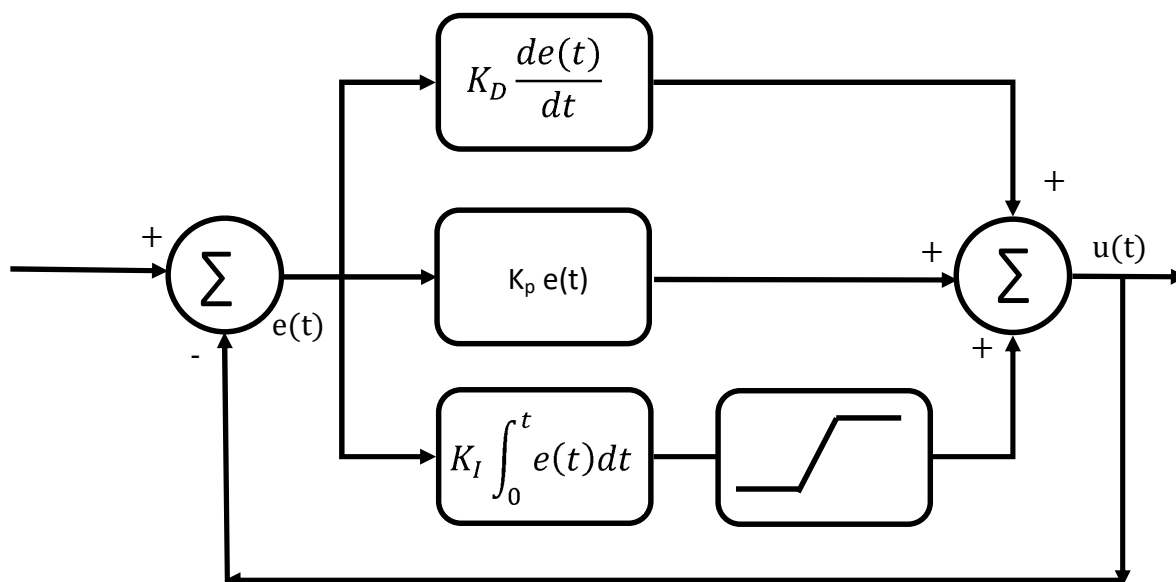 K_D de(t)/dt
+
+
∑
e(t)
-
K_p e(t)
+
∑
u(t)
+
K_I ∫_0^t e(t)dt